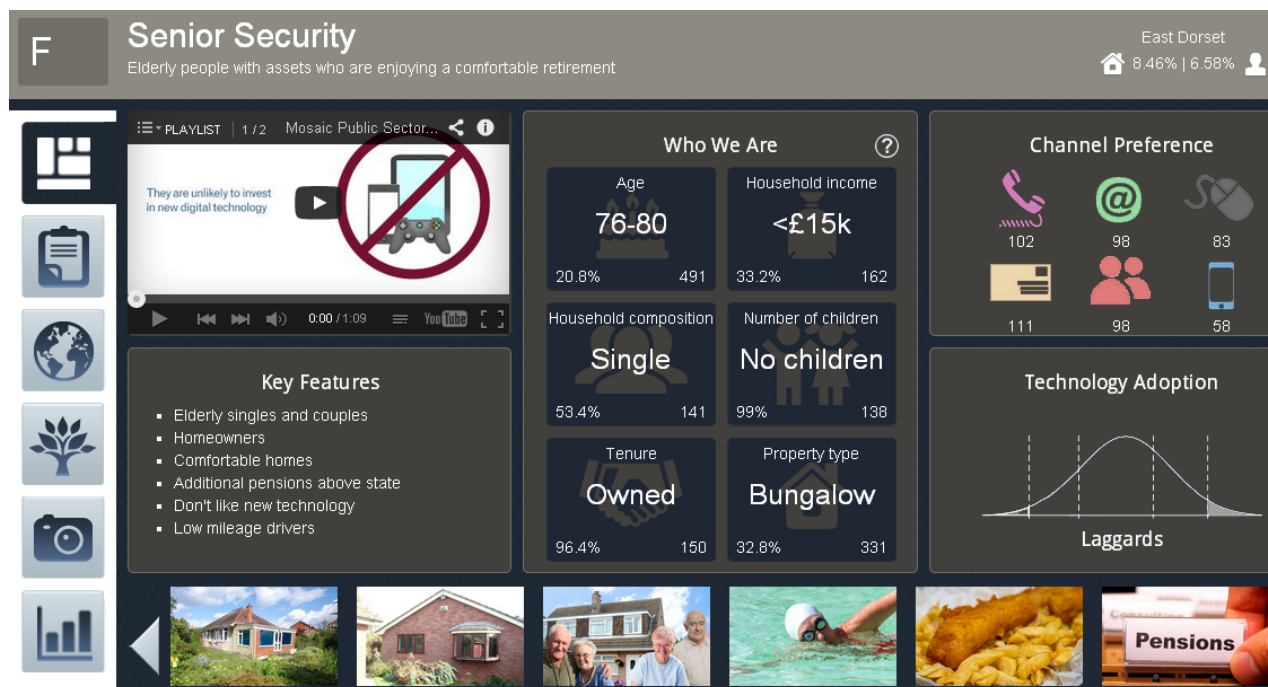 F
Senior Security
Elderly people with assets who are enjoying a comfortable retirement
East Dorset
8.46% | 6.58%
PLAYLIST | 1 / 2 Mosaic Public Sector...
They are unlikely to invest
in new digital technology
0:00 / 1:09
YouTube
Key Features
Elderly singles and couples
Homeowners
Comfortable homes
Additional pensions above state
Don't like new technology
Low mileage drivers
Who We Are
?
Age
76-80
20.8% 491
Household income
<£15k
33.2% 162
Household composition
Single
53.4% 141
Number of children
No children
99% 138
Tenure
Owned
96.4% 150
Property type
Bungalow
32.8% 331
Channel Preference
@
102 98 83
111 98 58
Technology Adoption
Laggards
Pensions